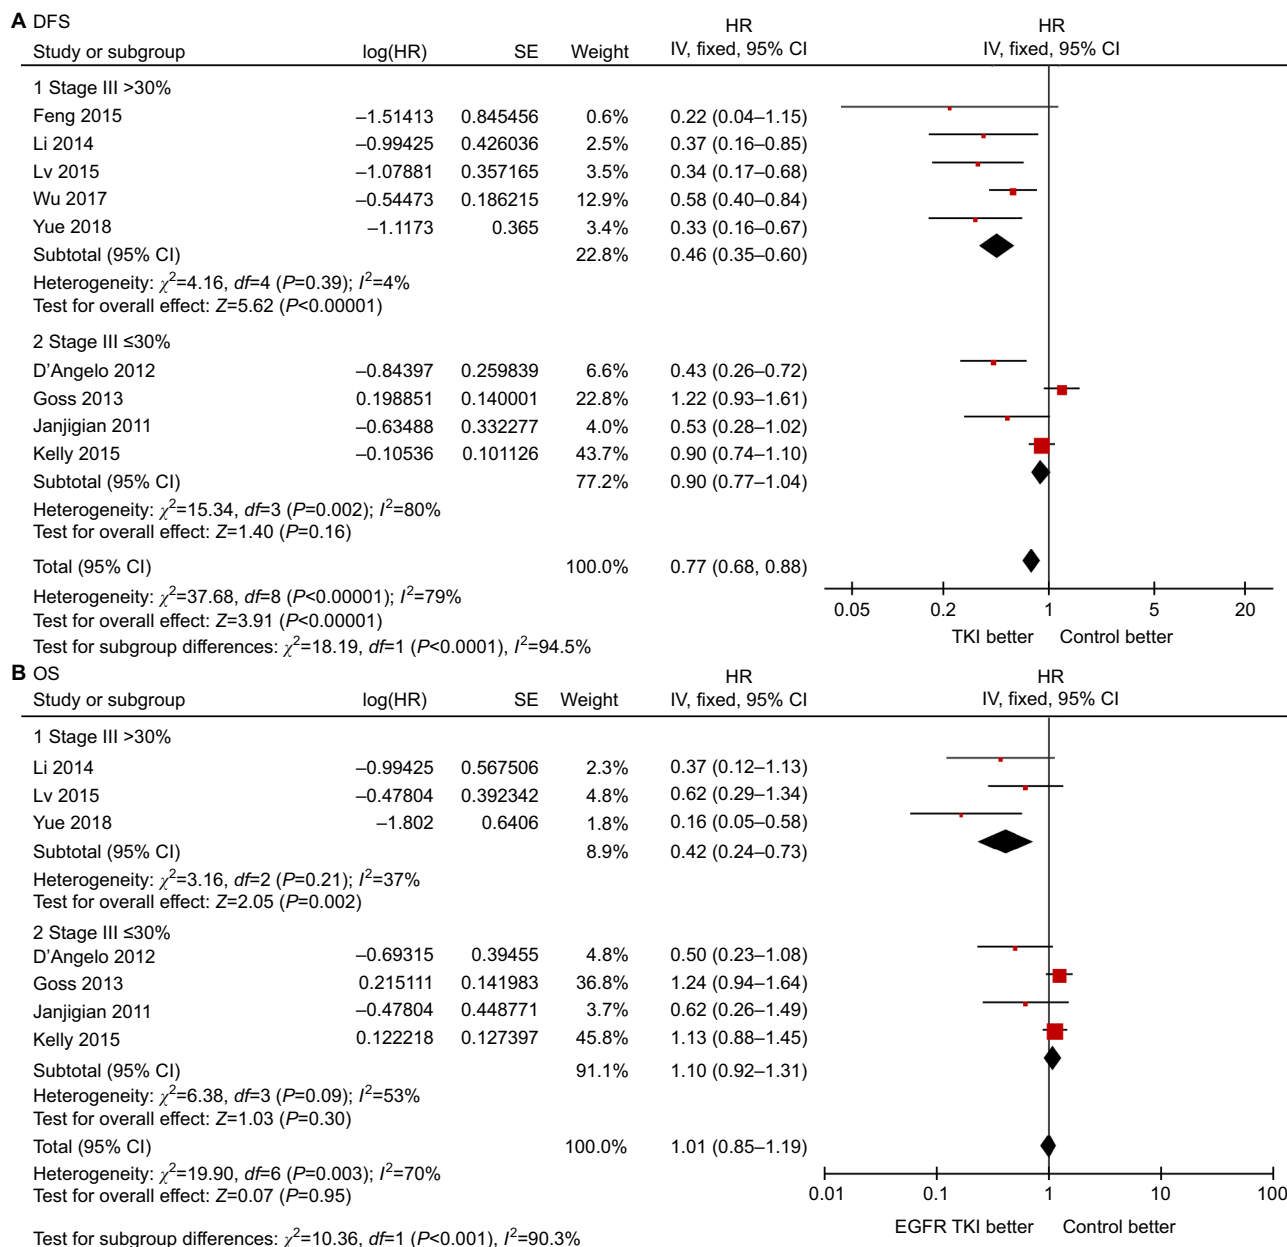 A DFS
HR HR
Study or subgroup log(HR) SE Weight IV, fixed, 95% CI IV, fixed, 95% CI
1 Stage III >30%
Feng 2015 –1.51413 0.845456 0.6% 0.22 (0.04–1.15)
Li 2014 –0.99425 0.426036 2.5% 0.37 (0.16–0.85)
Lv 2015 –1.07881 0.357165 3.5% 0.34 (0.17–0.68)
Wu 2017 –0.54473 0.186215 12.9% 0.58 (0.40–0.84)
Yue 2018 –1.1173 0.365 3.4% 0.33 (0.16–0.67)
Subtotal (95% CI) 22.8% 0.46 (0.35–0.60)
Heterogeneity: χ²=4.16, df=4 (P=0.39); I²=4%
Test for overall effect: Z=5.62 (P<0.00001)
2 Stage III ≤30%
D’Angelo 2012 –0.84397 0.259839 6.6% 0.43 (0.26–0.72)
Goss 2013 0.198851 0.140001 22.8% 1.22 (0.93–1.61)
Janjigian 2011 –0.63488 0.332277 4.0% 0.53 (0.28–1.02)
Kelly 2015 –0.10536 0.101126 43.7% 0.90 (0.74–1.10)
Subtotal (95% CI) 77.2% 0.90 (0.77–1.04)
Heterogeneity: χ²=15.34, df=3 (P=0.002); I²=80%
Test for overall effect: Z=1.40 (P=0.16)
Total (95% CI) 100.0% 0.77 (0.68, 0.88)
Heterogeneity: χ²=37.68, df=8 (P<0.00001); I²=79%
Test for overall effect: Z=3.91 (P<0.00001)
Test for subgroup differences: χ²=18.19, df=1 (P<0.0001), I²=94.5%
0.05 0.2 1 5 20
TKI better Control better
B OS
HR HR
Study or subgroup log(HR) SE Weight IV, fixed, 95% CI IV, fixed, 95% CI
1 Stage III >30%
Li 2014 –0.99425 0.567506 2.3% 0.37 (0.12–1.13)
Lv 2015 –0.47804 0.392342 4.8% 0.62 (0.29–1.34)
Yue 2018 –1.802 0.6406 1.8% 0.16 (0.05–0.58)
Subtotal (95% CI) 8.9% 0.42 (0.24–0.73)
Heterogeneity: χ²=3.16, df=2 (P=0.21); I²=37%
Test for overall effect: Z=2.05 (P=0.002)
2 Stage III ≤30%
D’Angelo 2012 –0.69315 0.39455 4.8% 0.50 (0.23–1.08)
Goss 2013 0.215111 0.141983 36.8% 1.24 (0.94–1.64)
Janjigian 2011 –0.47804 0.448771 3.7% 0.62 (0.26–1.49)
Kelly 2015 0.122218 0.127397 45.8% 1.13 (0.88–1.45)
Subtotal (95% CI) 91.1% 1.10 (0.92–1.31)
Heterogeneity: χ²=6.38, df=3 (P=0.09); I²=53%
Test for overall effect: Z=1.03 (P=0.30)
Total (95% CI) 100.0% 1.01 (0.85–1.19)
Heterogeneity: χ²=19.90, df=6 (P=0.003); I²=70%
Test for overall effect: Z=0.07 (P=0.95)
0.01 0.1 1 10 100
EGFR TKI better Control better
Test for subgroup differences: χ²=10.36, df=1 (P<0.001), I²=90.3%